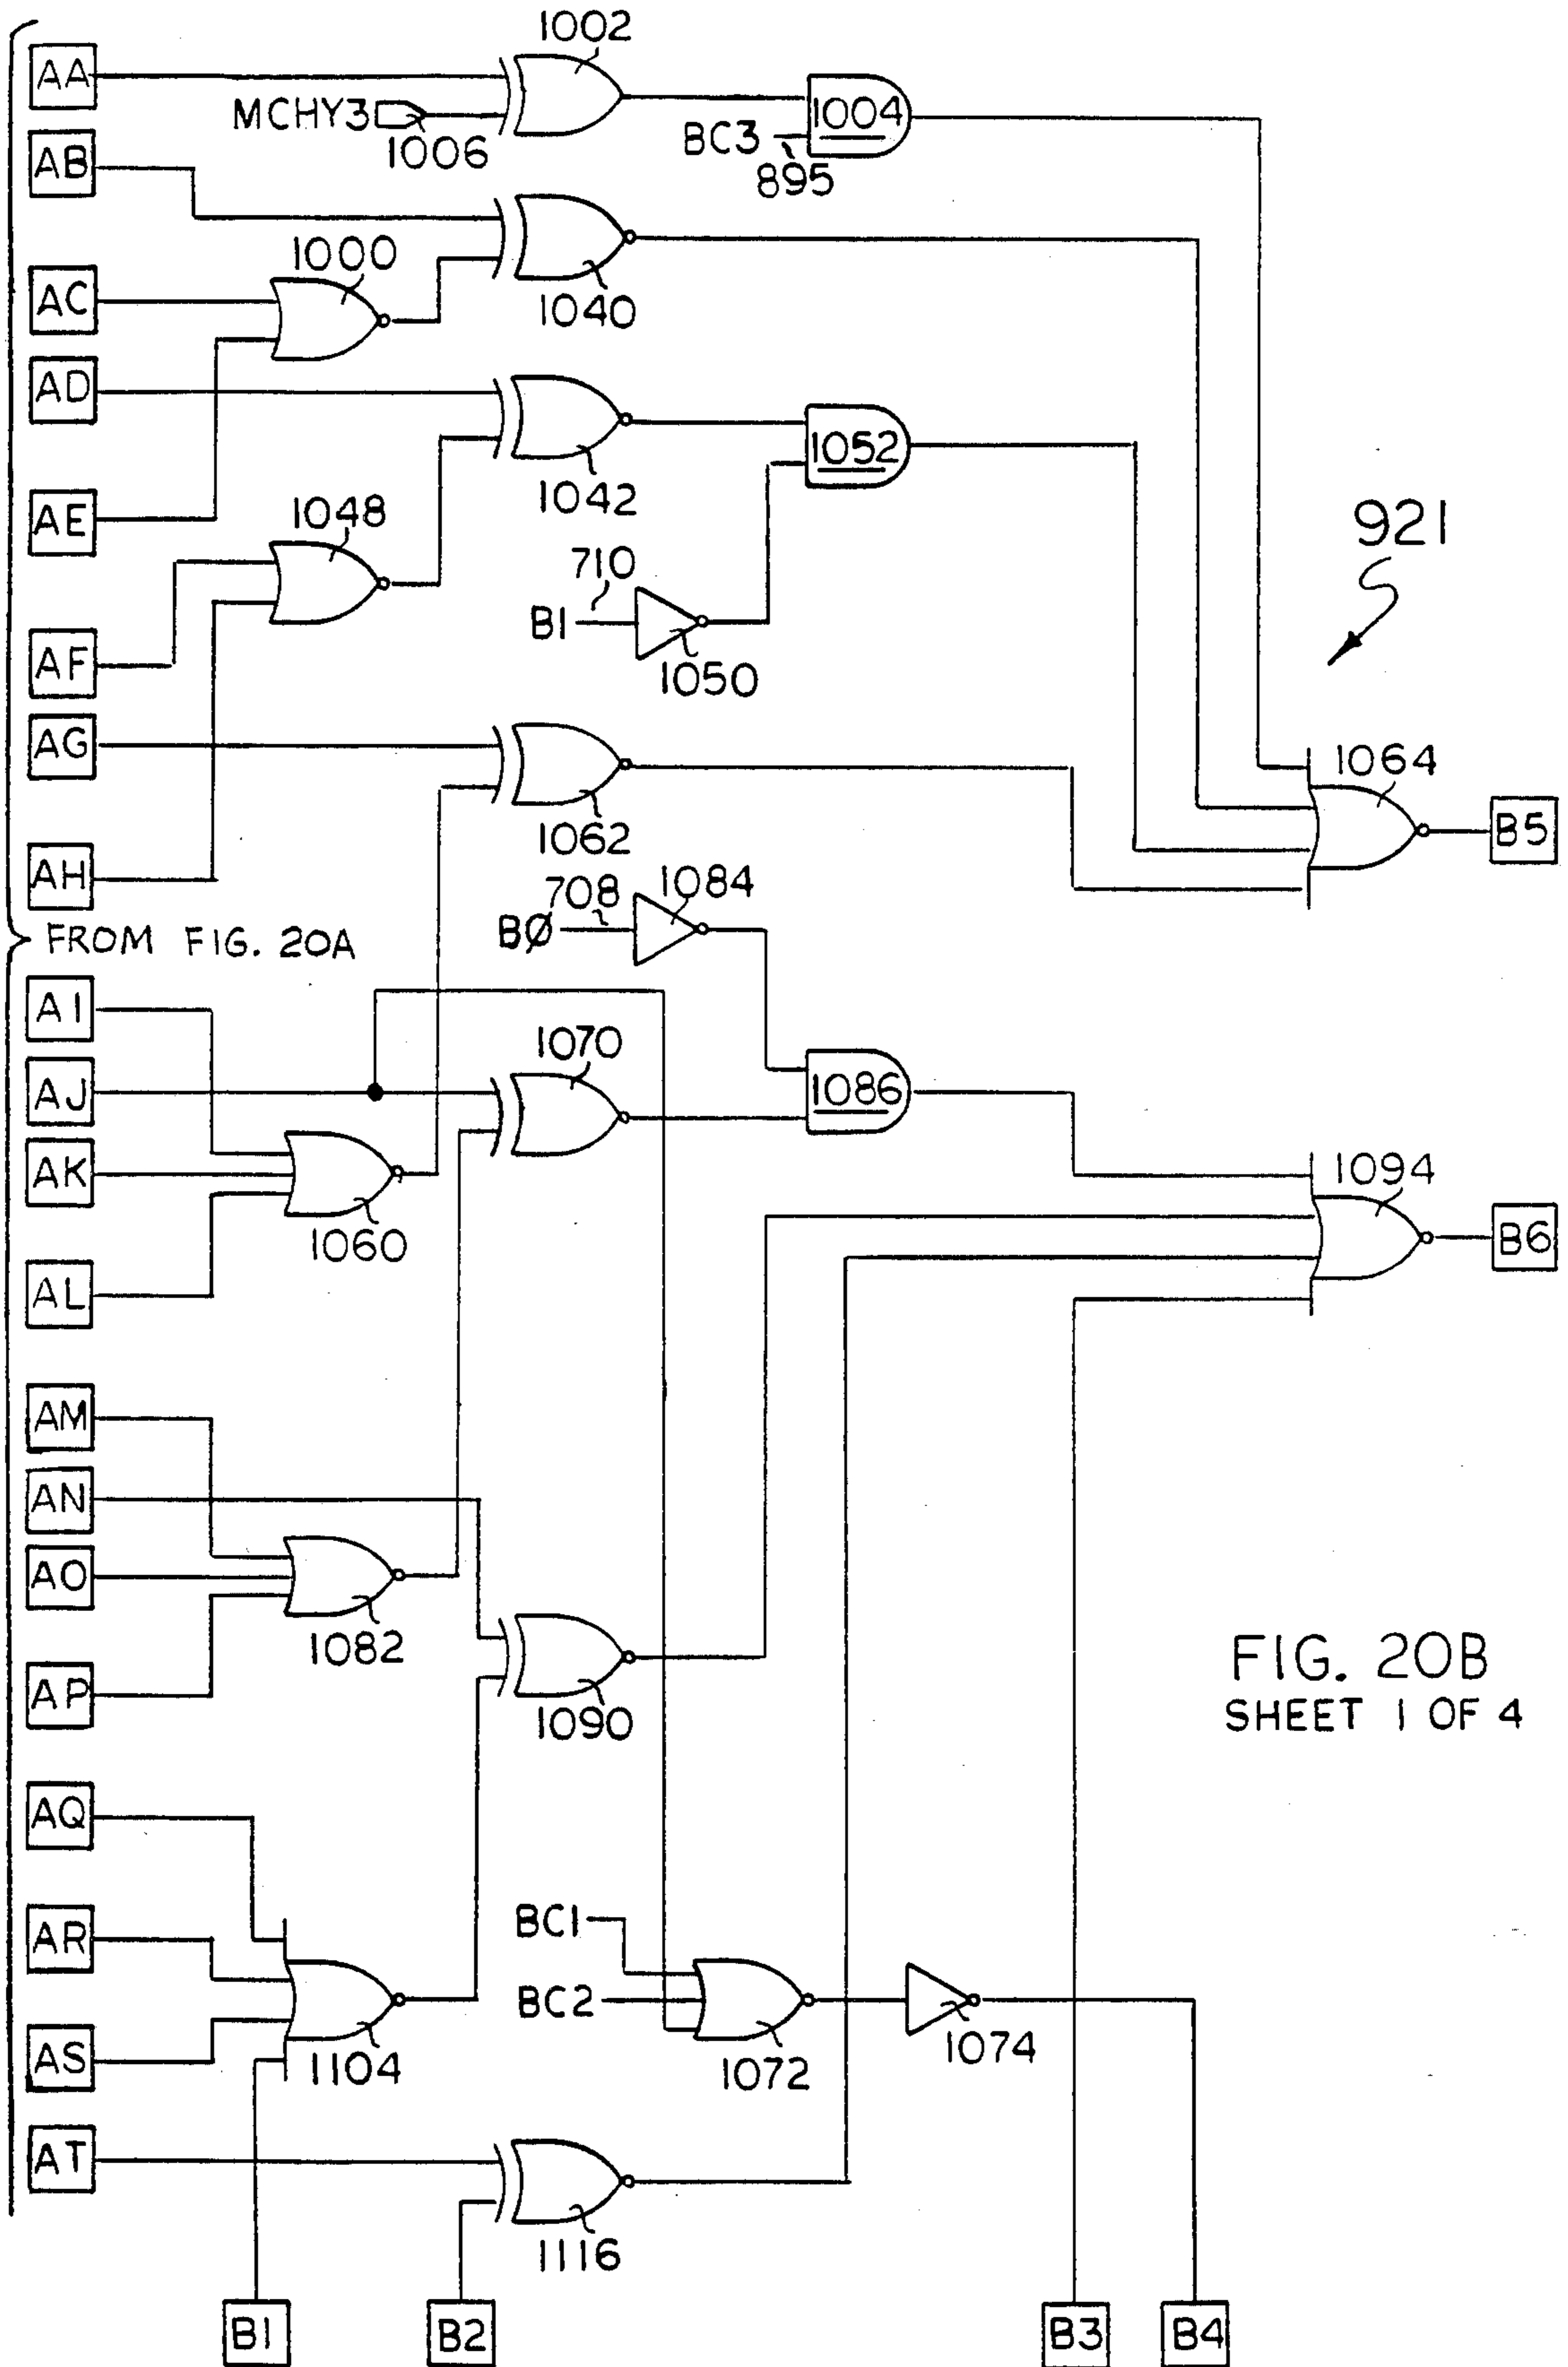 1002
AA
MCHY3
1006
1004
BC3
895
AB
1000
1040
AC
AD
1042
1052
AE
1048
921
710
B1
1050
AF
AG
1062
1064
B5
AH
708
1084
BØ
FROM FIG. 20A
AI
1070
AJ
1086
AK
1060
1094
B6
AL
AM
AN
AO
1082
AP
1090
FIG. 20B
SHEET 1 OF 4
AQ
AR
BC1
BC2
AS
1104
1072
1074
AT
1116
B1
B2
B3
B4